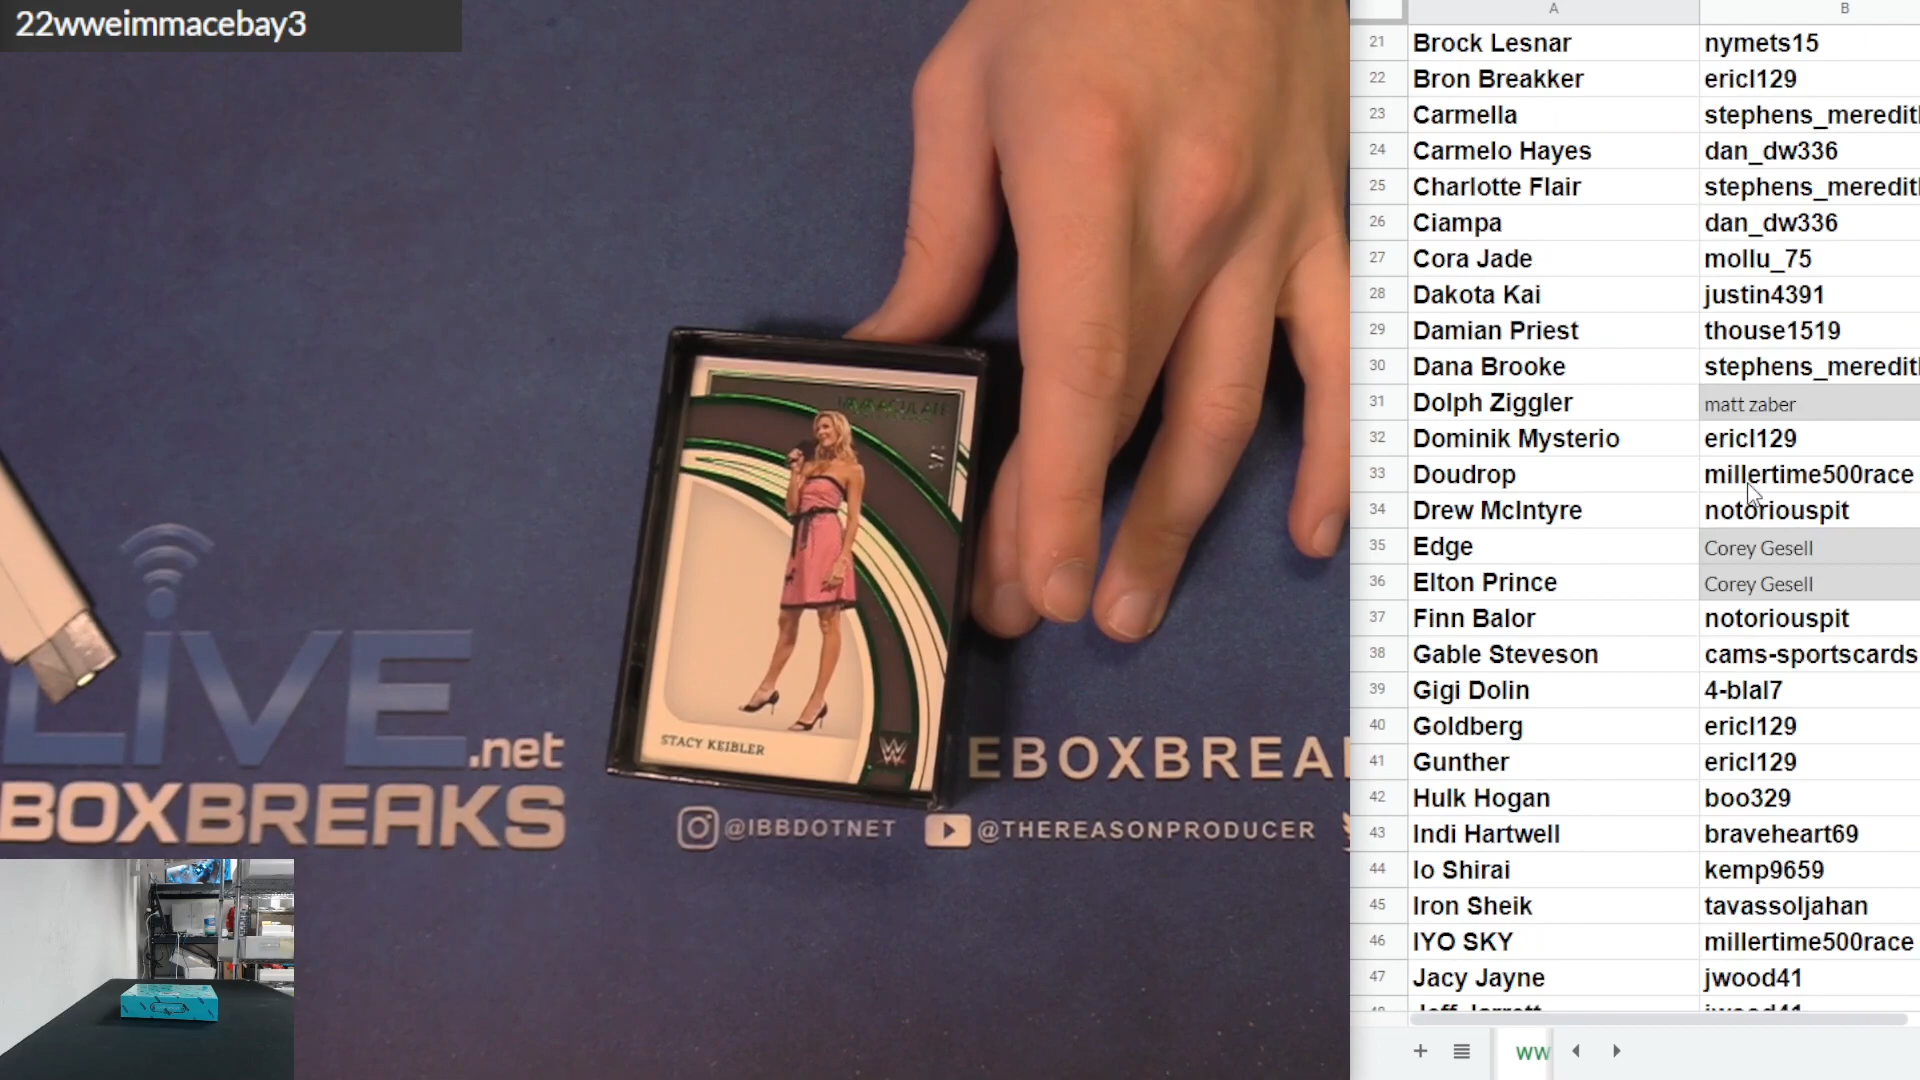 22wweimmacebay3
IMMACULATE
STACY KEIBLER
W
LiVE
.net
BOXBREAKS
EBOXBREA
@IBBDOTNET
@THEREASONPRODUCER
A B
21 Brock Lesnar nymets15
22 Bron Breakker ericl129
23 Carmella
24 Carmelo Hayes dan_dw336
25 Charlotte Flair
26 Ciampa dan_dw336
27 Cora Jade mollu_75
28 Dakota Kai justin4391
29 Damian Priest thouse1519
30 Dana Brooke
31 Dolph Ziggler matt zaber
32 Dominik Mysterio ericl129
33 Doudrop millertime500race
34 Drew McIntyre notoriouspit
35 Edge Corey Gesell
36 Elton Prince Corey Gesell
37 Finn Balor notoriouspit
38 Gable Steveson cams-sportscards
39 Gigi Dolin 4-blal7
40 Goldberg ericl129
41 Gunther ericl129
42 Hulk Hogan boo329
43 Indi Hartwell braveheart69
44 Io Shirai kemp9659
45 Iron Sheik tavassoljahan
46 IYO SKY millertime500race
47 Jacy Jayne jwood41
WW